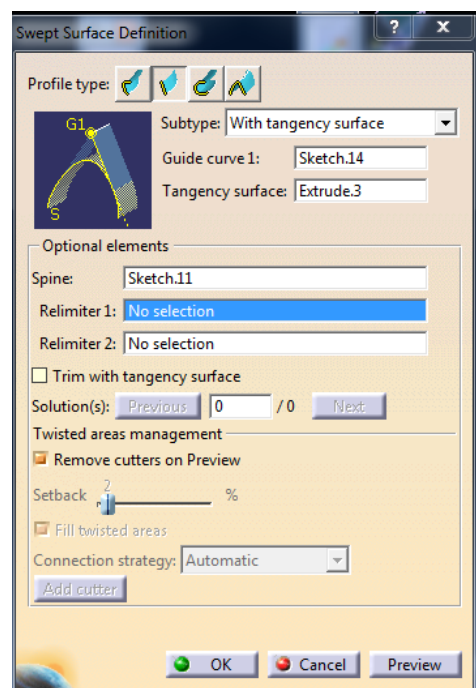 Swept Surface Definition ? X
Profile type:
G1
S
Subtype: With tangency surface
Guide curve 1: Sketch.14
Tangency surface: Extrude.3
Optional elements
Spine: Sketch.11
Relimiter 1: No selection
Relimiter 2: No selection
Trim with tangency surface
Solution(s): Previous 0 / 0 Next
Twisted areas management
Remove cutters on Preview
Setback 2 %
Fill twisted areas
Connection strategy: Automatic
Add cutter
OK Cancel Preview